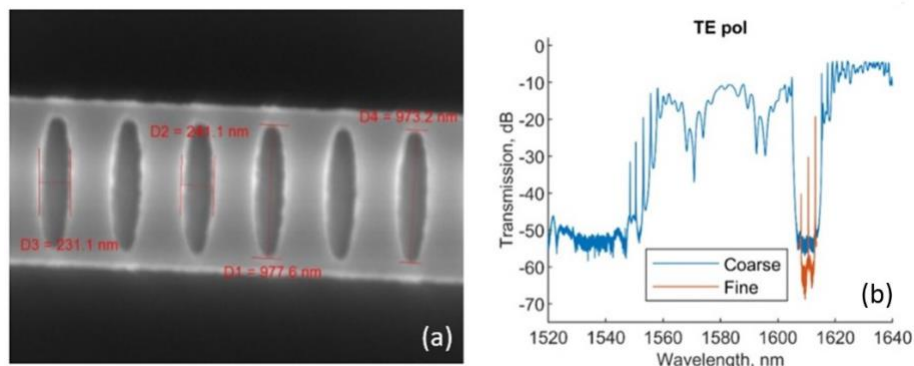 D4 = 973.2 nm
D2 = 241.1 nm
D3 = 231.1 nm
D1 = 977.6 nm
(a)
TE pol
Transmission, dB
0
-10
-20
-30
-40
-50
-60
-70
Coarse
Fine
(b)
1520 1540 1560 1580 1600 1620 1640
Wavelength, nm